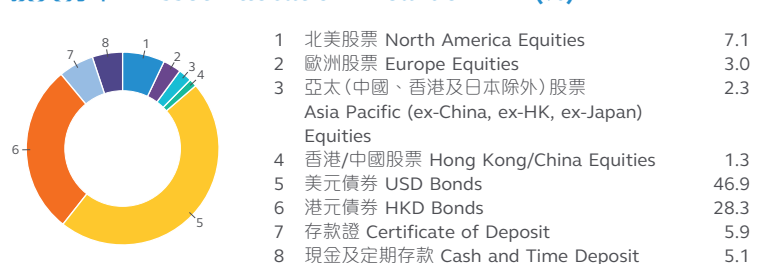 1 北美股票 North America Equities 7.1
2 歐洲股票 Europe Equities 3.0
3 亞太(中國、香港及日本除外)股票 2.3
Asia Pacific (ex-China, ex-HK, ex-Japan)
Equities
4 香港/中國股票 Hong Kong/China Equities 1.3
5 美元債券 USD Bonds 46.9
6 港元債券 HKD Bonds 28.3
7 存款證 Certificate of Deposit 5.9
8 現金及定期存款 Cash and Time Deposit 5.1
8
1
7
2
3
4
6
5